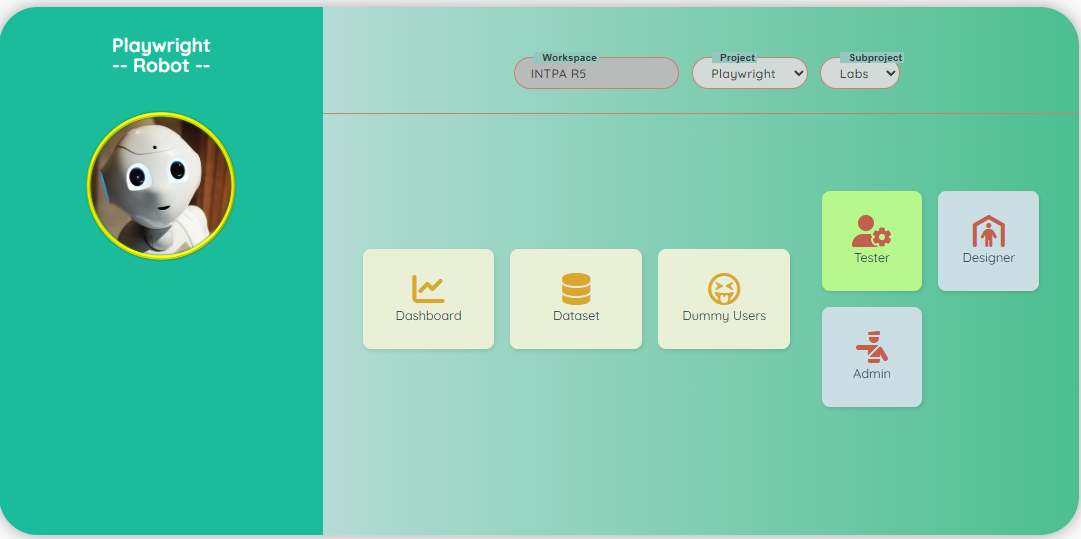 Playwright
-- Robot --
Workspace
INTPA R5
Project
Playwright
Subproject
Labs
Dashboard
Dataset
Dummy Users
Tester
Designer
Admin